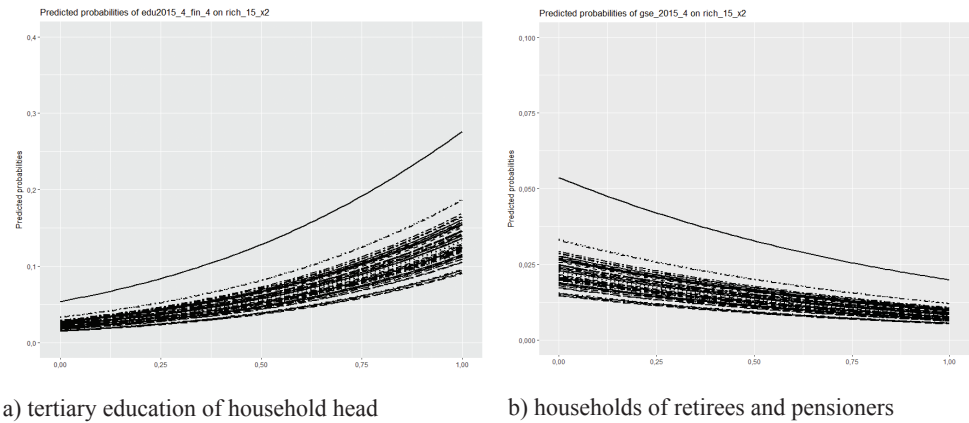 Predicted probabilities of edu2015_4_fin_4 on rich_15_x2
0,4
0,3
0,2
0,1
0,0
Predicted probabilities
0,00 0,25 0,50 0,75 1,00
a) tertiary education of household head
Predicted probabilities of gse_2015_4 on rich_15_x2
0,100
0,075
0,050
0,025
0,000
Predicted probabilities
0,00 0,25 0,50 0,75 1,00
b) households of retirees and pensioners